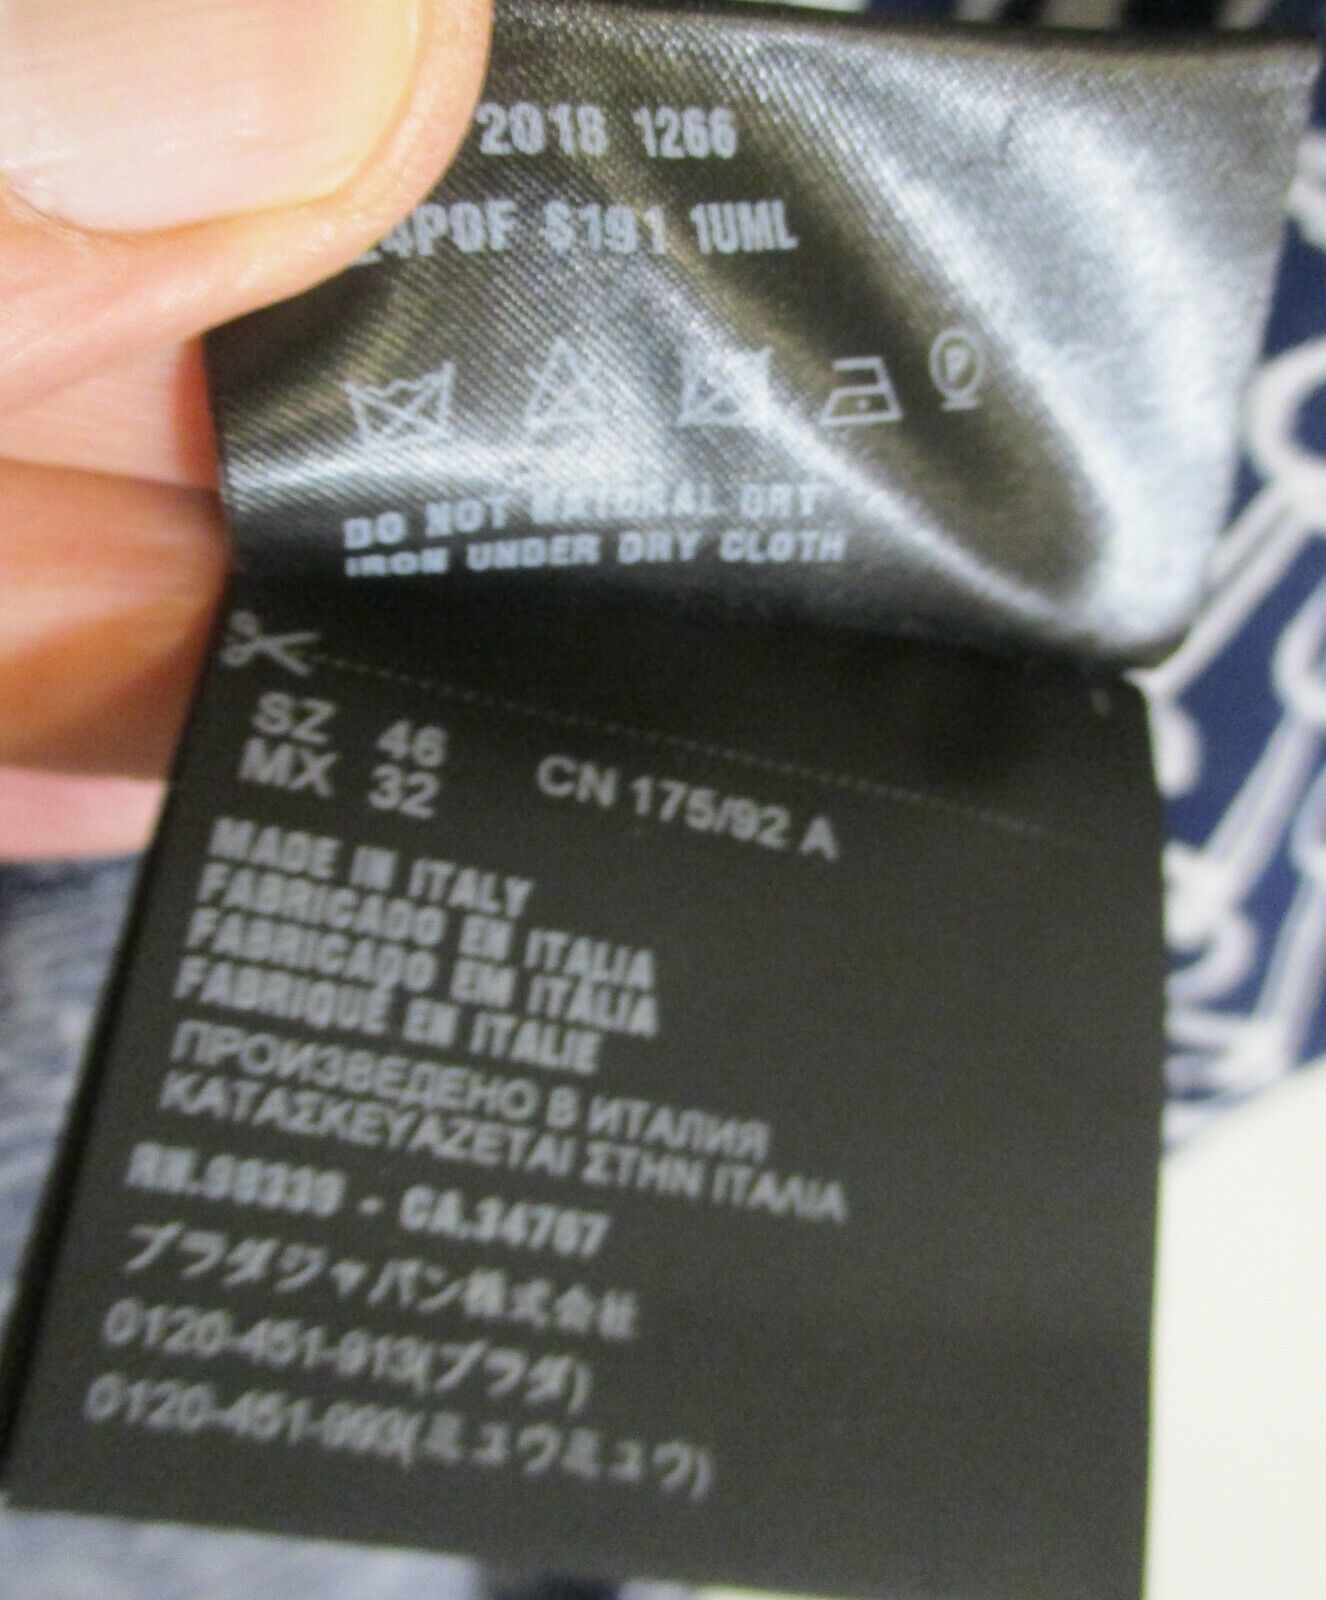 2018 1266
S191 1UML
P
DO NOT NATURAL DRY
IRON UNDER DRY CLOTH
SZ 46 CN 175/92 A
MX 32
MADE IN ITALY
FABRICADO EN ITALIA
FABRICADO EM ITALIA
FABRIQUÉ EN ITALIE
ПРОИЗВЕДЕНО В ИТАЛИЯ
ΚΑΤΑΣΚΕΥΑΖΕΤΑΙ ΣΤΗΝ ΙΤΑΛΙΑ
RN.98339 - CA.34767
プラダジャパン株式会社
0120-451-913(プラダ)
0120-451-993(ミュウミュウ)